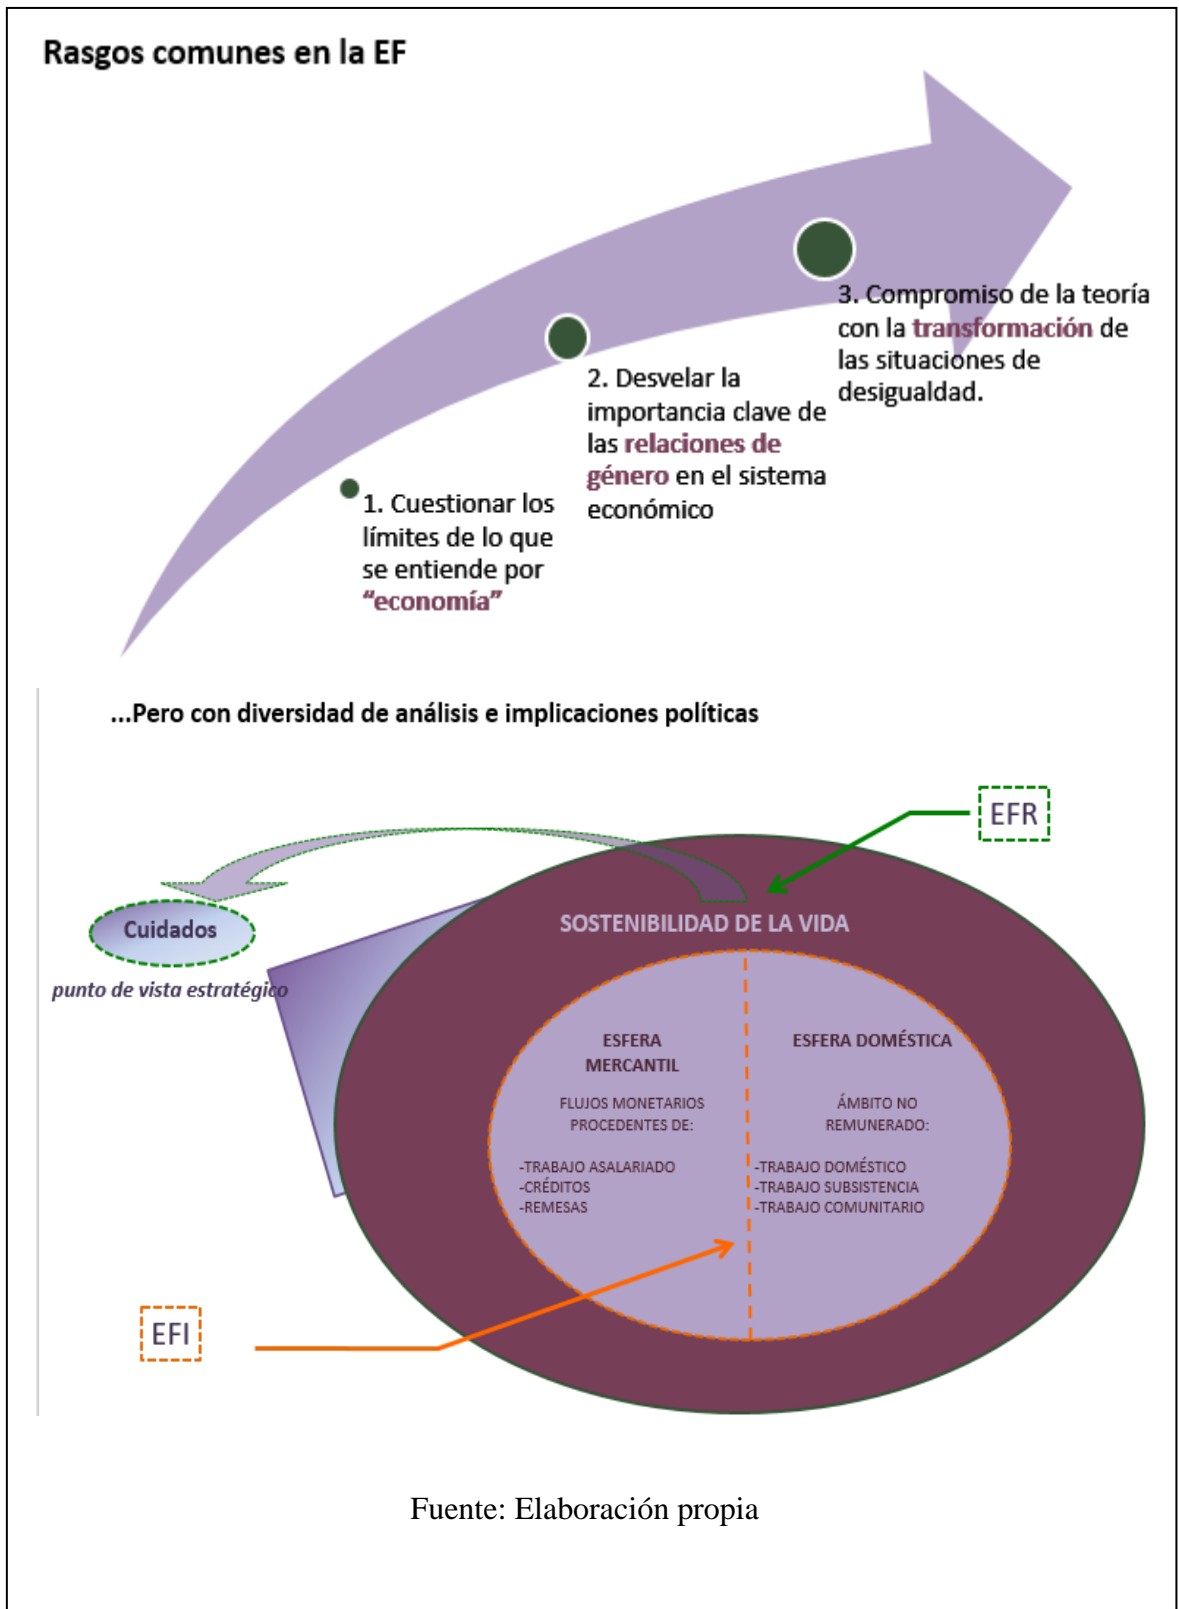 Rasgos comunes en la EF
3. Compromiso de la teoría
con la transformación de
las situaciones de
desigualdad.
2. Desvelar la
importancia clave de
las relaciones de
género en el sistema
económico
1. Cuestionar los
límites de lo que
se entiende por
“economía”
...Pero con diversidad de análisis e implicaciones políticas
EFR
Cuidados
punto de vista estratégico
SOSTENIBILIDAD DE LA VIDA
ESFERA
MERCANTIL
FLUJOS MONETARIOS
PROCEDENTES DE:
-TRABAJO ASALARIADO
-CRÉDITOS
-REMESAS
ESFERA DOMÉSTICA
ÁMBITO NO
REMUNERADO:
-TRABAJO DOMÉSTICO
-TRABAJO SUBSISTENCIA
-TRABAJO COMUNITARIO
EFI
Fuente: Elaboración propia